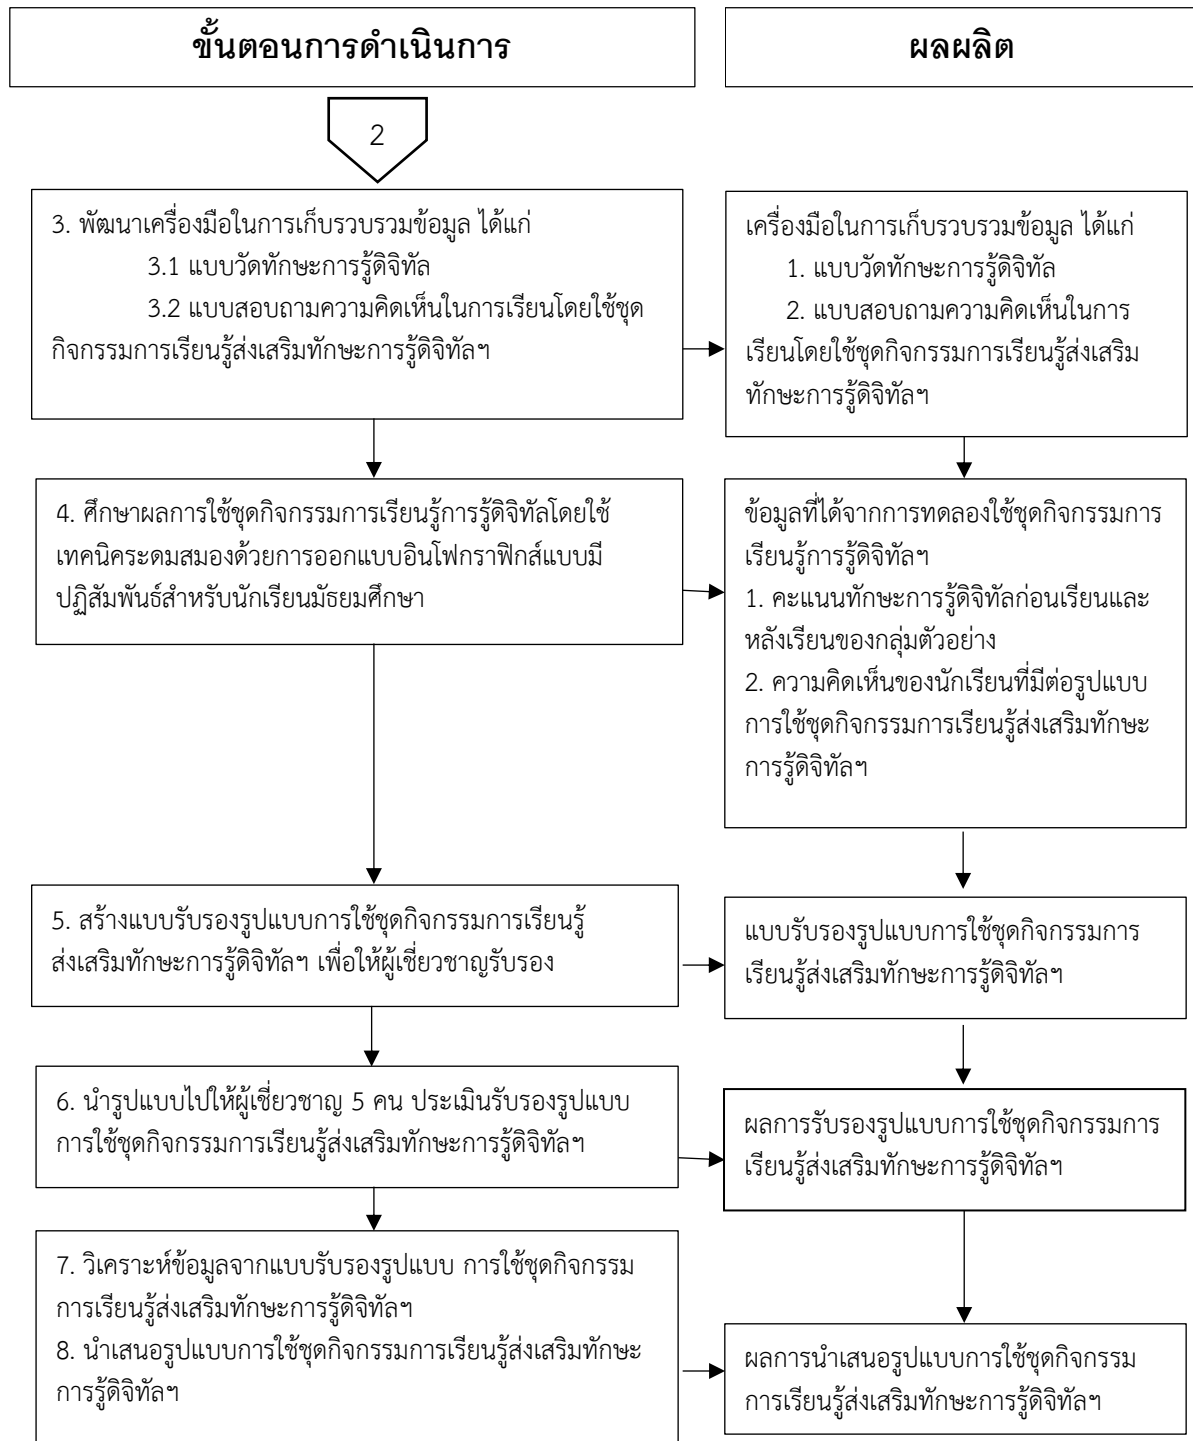 ขั้นตอนการดำเนินการ
ผลผลิต
2
3. พัฒนาเครื่องมือในการเก็บรวบรวมข้อมูล ได้แก่
3.1 แบบวัดทักษะการรู้ดิจิทัล
3.2 แบบสอบถามความคิดเห็นในการเรียนโดยใช้ชุด
กิจกรรมการเรียนรู้ส่งเสริมทักษะการรู้ดิจิทัลฯ
เครื่องมือในการเก็บรวบรวมข้อมูล ได้แก่
1. แบบวัดทักษะการรู้ดิจิทัล
2. แบบสอบถามความคิดเห็นในการ
เรียนโดยใช้ชุดกิจกรรมการเรียนรู้ส่งเสริม
ทักษะการรู้ดิจิทัลฯ
4. ศึกษาผลการใช้ชุดกิจกรรมการเรียนรู้การรู้ดิจิทัลโดยใช้
เทคนิคระดมสมองด้วยการออกแบบอินโฟกราฟิกส์แบบมี
ปฏิสัมพันธ์สำหรับนักเรียนมัธยมศึกษา
ข้อมูลที่ได้จากการทดลองใช้ชุดกิจกรรมการ
เรียนรู้การรู้ดิจิทัลฯ
1. คะแนนทักษะการรู้ดิจิทัลก่อนเรียนและ
หลังเรียนของกลุ่มตัวอย่าง
2. ความคิดเห็นของนักเรียนที่มีต่อรูปแบบ
การใช้ชุดกิจกรรมการเรียนรู้ส่งเสริมทักษะ
การรู้ดิจิทัลฯ
5. สร้างแบบรับรองรูปแบบการใช้ชุดกิจกรรมการเรียนรู้
ส่งเสริมทักษะการรู้ดิจิทัลฯ เพื่อให้ผู้เชี่ยวชาญรับรอง
แบบรับรองรูปแบบการใช้ชุดกิจกรรมการ
เรียนรู้ส่งเสริมทักษะการรู้ดิจิทัลฯ
6. นำรูปแบบไปให้ผู้เชี่ยวชาญ 5 คน ประเมินรับรองรูปแบบ
การใช้ชุดกิจกรรมการเรียนรู้ส่งเสริมทักษะการรู้ดิจิทัลฯ
ผลการรับรองรูปแบบการใช้ชุดกิจกรรมการ
เรียนรู้ส่งเสริมทักษะการรู้ดิจิทัลฯ
7. วิเคราะห์ข้อมูลจากแบบรับรองรูปแบบ การใช้ชุดกิจกรรม
การเรียนรู้ส่งเสริมทักษะการรู้ดิจิทัลฯ
8. นำเสนอรูปแบบการใช้ชุดกิจกรรมการเรียนรู้ส่งเสริมทักษะ
การรู้ดิจิทัลฯ
ผลการนำเสนอรูปแบบการใช้ชุดกิจกรรม
การเรียนรู้ส่งเสริมทักษะการรู้ดิจิทัลฯ